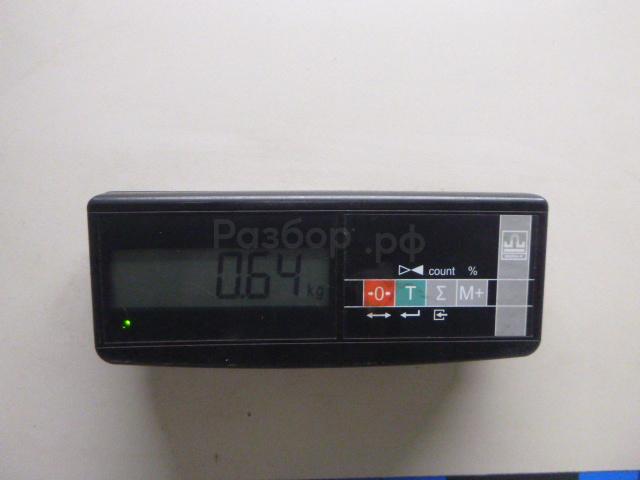 Разбор.рф
0.64 kg
count %
→0← T Σ M+